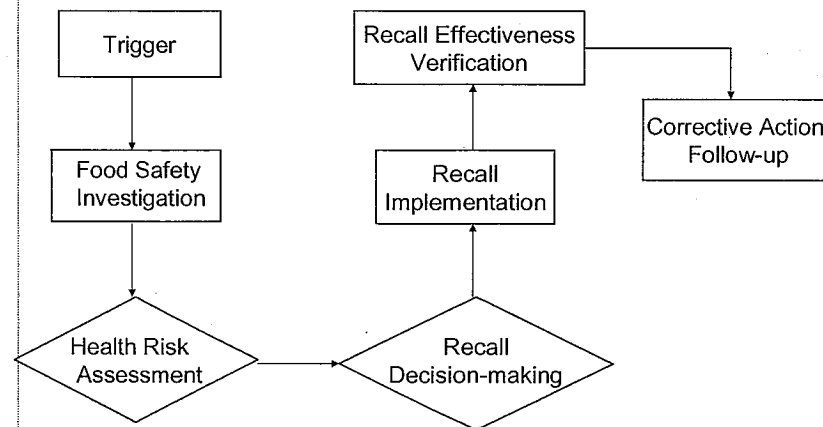 Trigger
Food Safety
Investigation
Health Risk
Assessment
Recall
Decision-making
Recall
Implementation
Recall Effectiveness
Verification
Corrective Action
Follow-up